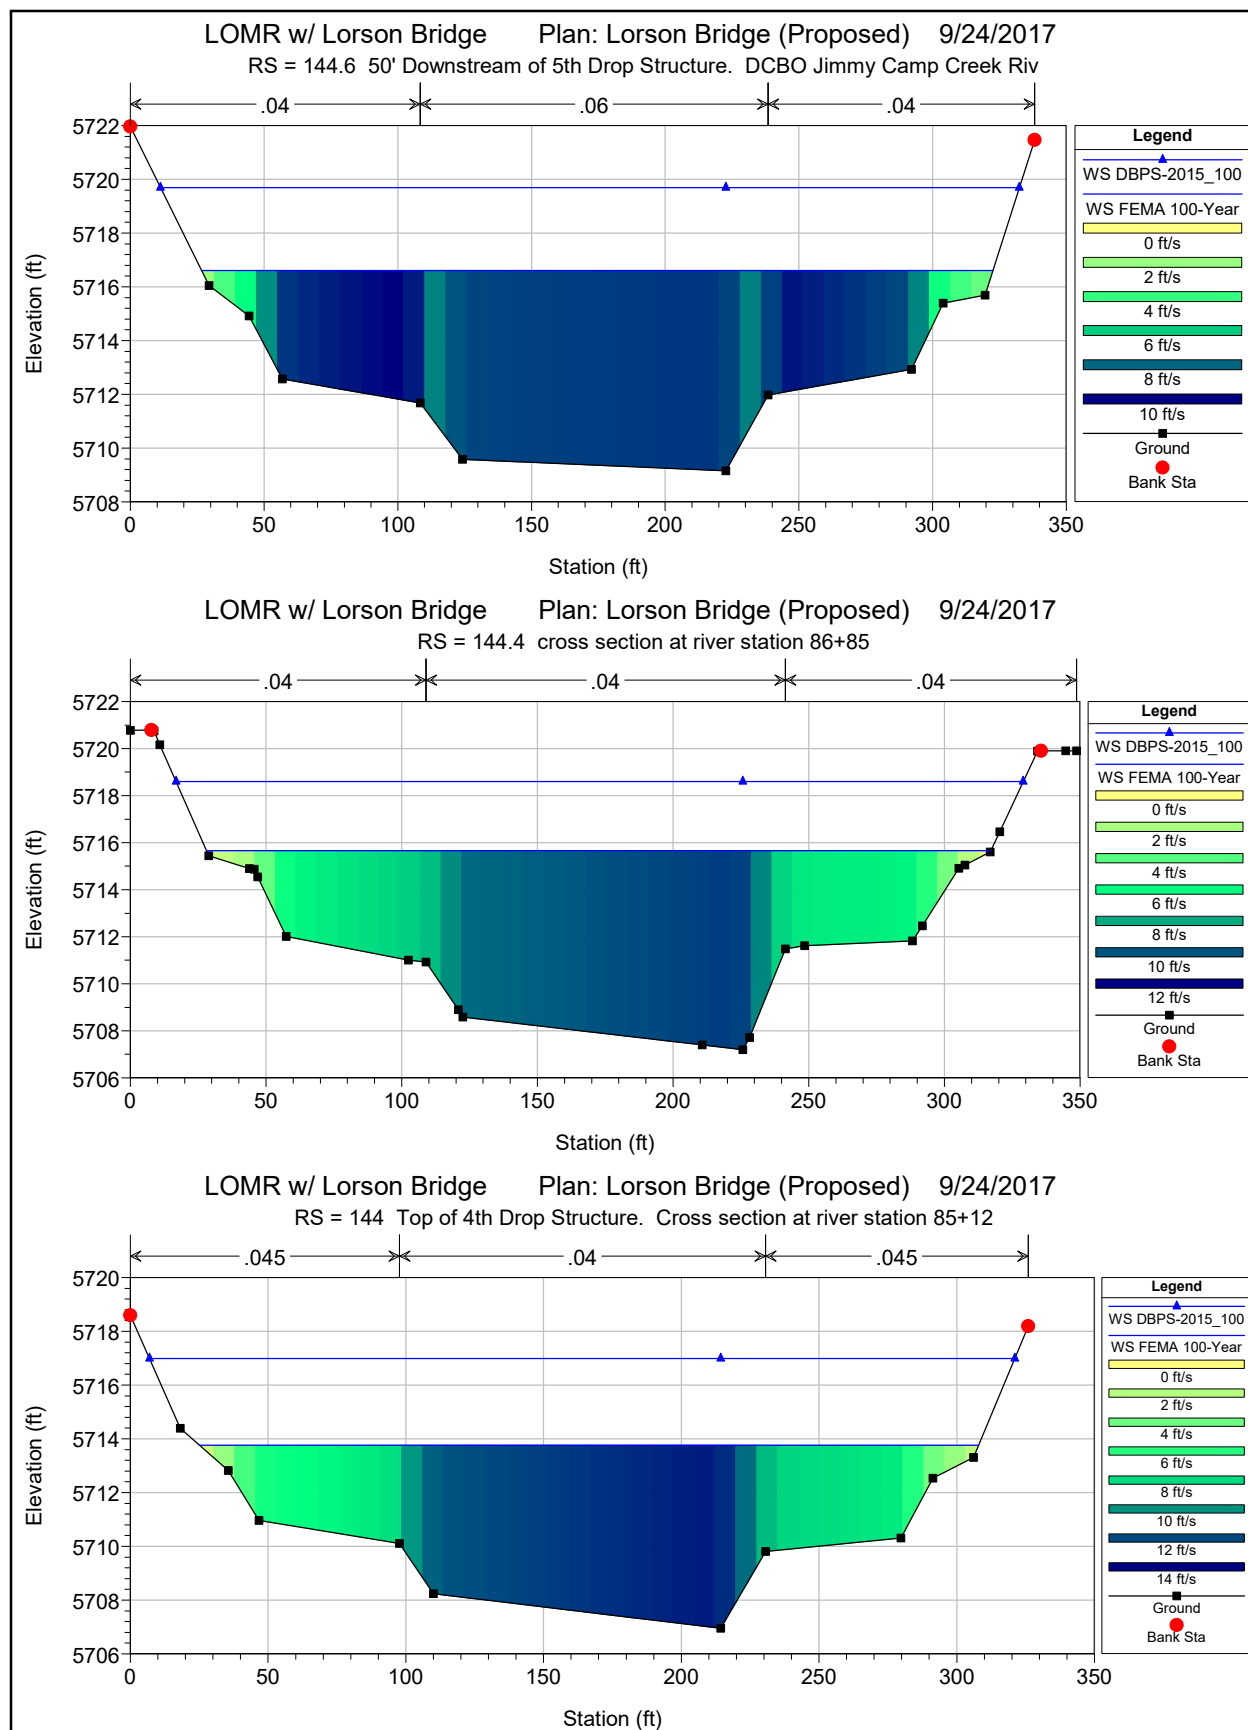 LOMR w/ Lorson Bridge Plan: Lorson Bridge (Proposed) 9/24/2017
RS = 144.6 50' Downstream of 5th Drop Structure. DCBO Jimmy Camp Creek Riv
.04 .06 .04
5722
5720
5718
5716
5714
5712
5710
5708
Elevation (ft)
0 50 100 150 200 250 300 350
Station (ft)
Legend
WS DBPS-2015_100
WS FEMA 100-Year
0 ft/s
2 ft/s
4 ft/s
6 ft/s
8 ft/s
10 ft/s
Ground
Bank Sta
LOMR w/ Lorson Bridge Plan: Lorson Bridge (Proposed) 9/24/2017
RS = 144.4 cross section at river station 86+85
.04 .04 .04
5722
5720
5718
5716
5714
5712
5710
5708
5706
Elevation (ft)
0 50 100 150 200 250 300 350
Station (ft)
Legend
WS DBPS-2015_100
WS FEMA 100-Year
0 ft/s
2 ft/s
4 ft/s
6 ft/s
8 ft/s
10 ft/s
12 ft/s
Ground
Bank Sta
LOMR w/ Lorson Bridge Plan: Lorson Bridge (Proposed) 9/24/2017
RS = 144 Top of 4th Drop Structure. Cross section at river station 85+12
.045 .04 .045
5720
5718
5716
5714
5712
5710
5708
5706
Elevation (ft)
0 50 100 150 200 250 300 350
Station (ft)
Legend
WS DBPS-2015_100
WS FEMA 100-Year
0 ft/s
2 ft/s
4 ft/s
6 ft/s
8 ft/s
10 ft/s
12 ft/s
14 ft/s
Ground
Bank Sta